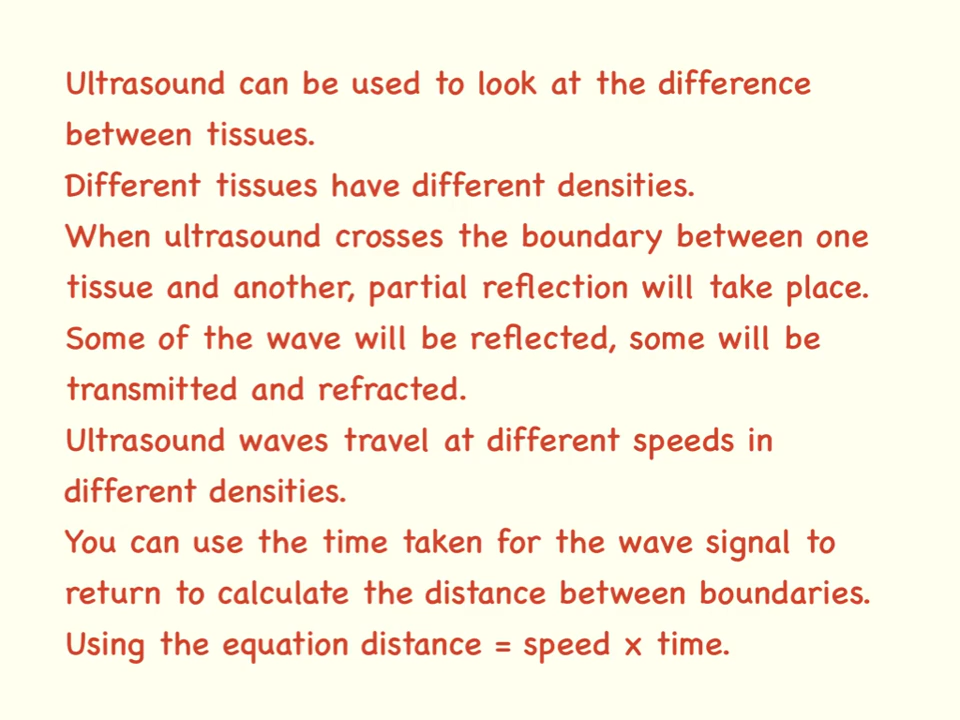 Ultrasound can be used to look at the difference
between tissues.
Different tissues have different densities.
When ultrasound crosses the boundary between one
tissue and another, partial reflection will take place.
Some of the wave will be reflected, some will be
transmitted and refracted.
Ultrasound waves travel at different speeds in
different densities.
You can use the time taken for the wave signal to
return to calculate the distance between boundaries.
Using the equation distance = speed x time.